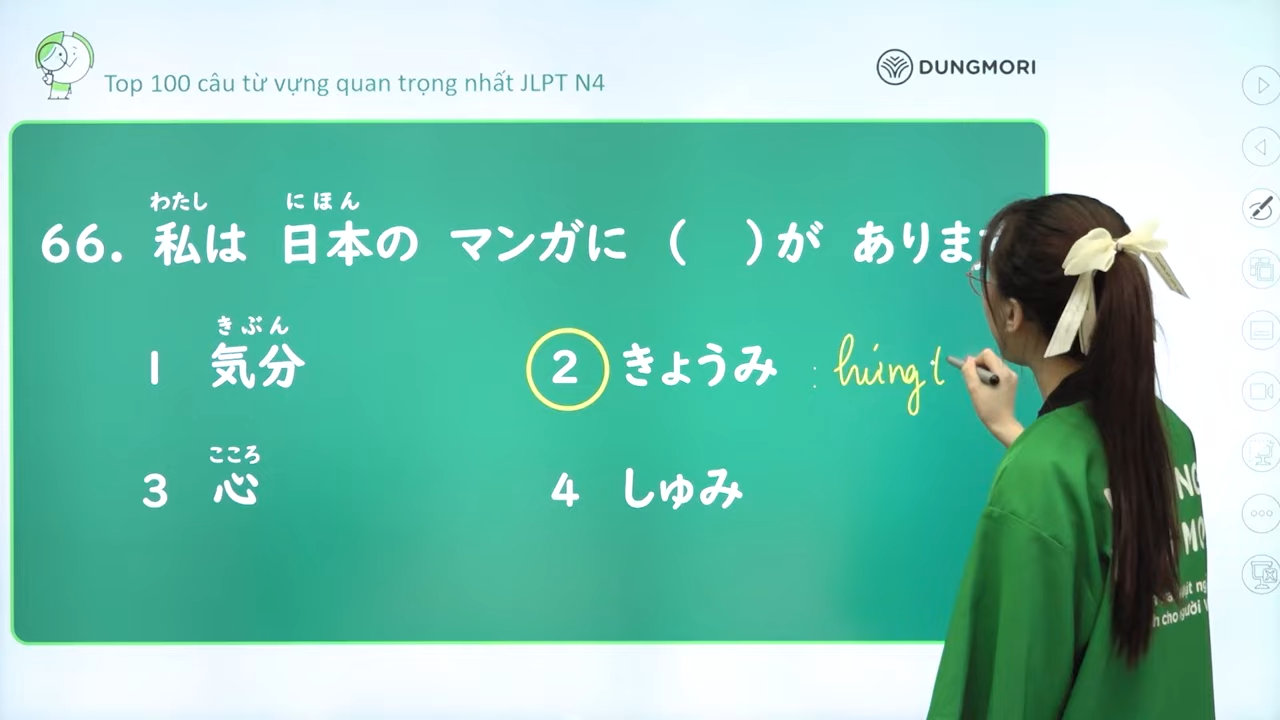 Top 100 câu từ vựng quan trọng nhất JLPT N4
DUNGMORI
わたし にほん
66. 私は 日本の マンガに ( )が ありま
きぶん
1 気分
2 きょうみ : hứng t
こころ
3 心
4 しゅみ